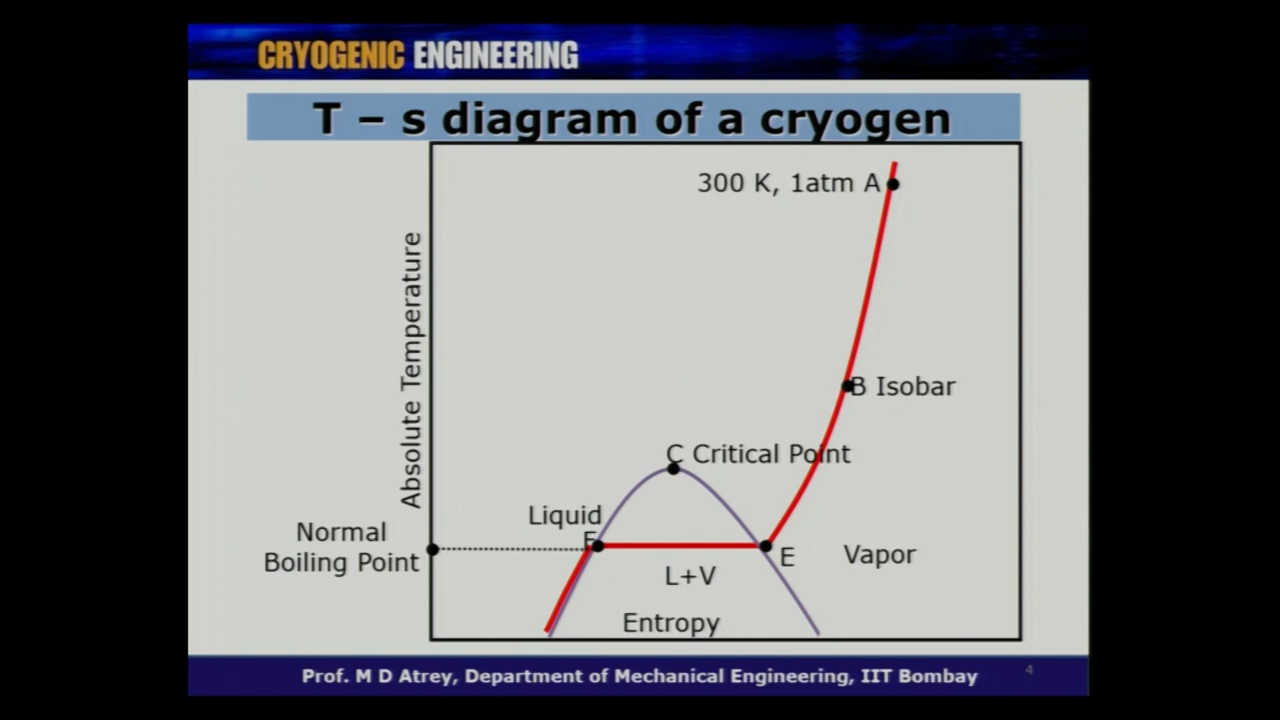 CRYOGENIC ENGINEERING
T – s diagram of a cryogen
300 K, 1atm A
B Isobar
C Critical Point
Absolute Temperature
Liquid
F
E
Normal
Boiling Point
Vapor
L+V
Entropy
Prof. M D Atrey, Department of Mechanical Engineering, IIT Bombay
4